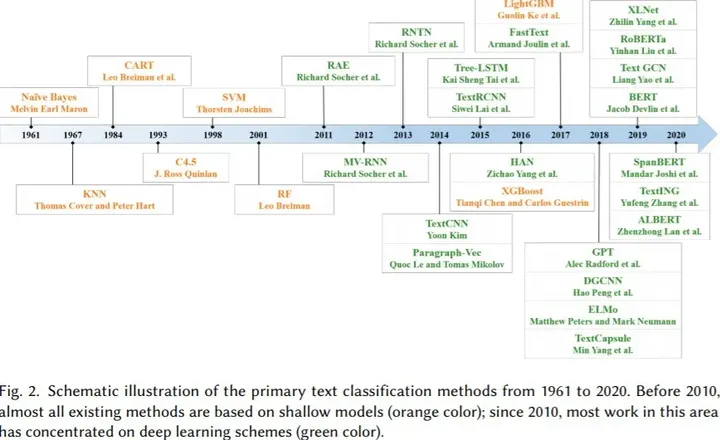 LightGBM
Guolin Ke et al.
FastText
Armand Joulin et al.
XLNet
Zhilin Yang et al.
RoBERTa
Yinhan Liu et al.
Text GCN
Liang Yao et al.
BERT
Jacob Devlin et al.
RNTN
Richard Socher et al.
CART
Leo Breiman et al.
RAE
Richard Socher et al.
Tree-LSTM
Kai Sheng Tai et al.
TextRCNN
Siwei Lai et al.
Naïve Bayes
Melvin Earl Maron
SVM
Thorsten Joachims
1961 1967 1984 1993 1998 2001 2011 2012 2013 2014 2015 2016 2017 2018 2019 2020
C4.5
J. Ross Quinlan
MV-RNN
Richard Socher et al.
HAN
Zichao Yang et al.
XGBoost
Tianqi Chen and Carlos Guestrin
SpanBERT
Mandar Joshi et al.
TextING
Yufeng Zhang et al.
ALBERT
Zhenzhong Lan et al.
KNN
Thomas Cover and Peter Hart
RF
Leo Breiman
TextCNN
Yoon Kim
Paragraph-Vec
Quoc Le and Tomas Mikolov
GPT
Alec Radford et al.
DGCNN
Hao Peng et al.
ELMo
Matthew Peters and Mark Neumann
TextCapsule
Min Yang et al.
Fig. 2. Schematic illustration of the primary text classification methods from 1961 to 2020. Before 2010,
almost all existing methods are based on shallow models (orange color); since 2010, most work in this area
has concentrated on deep learning schemes (green color).